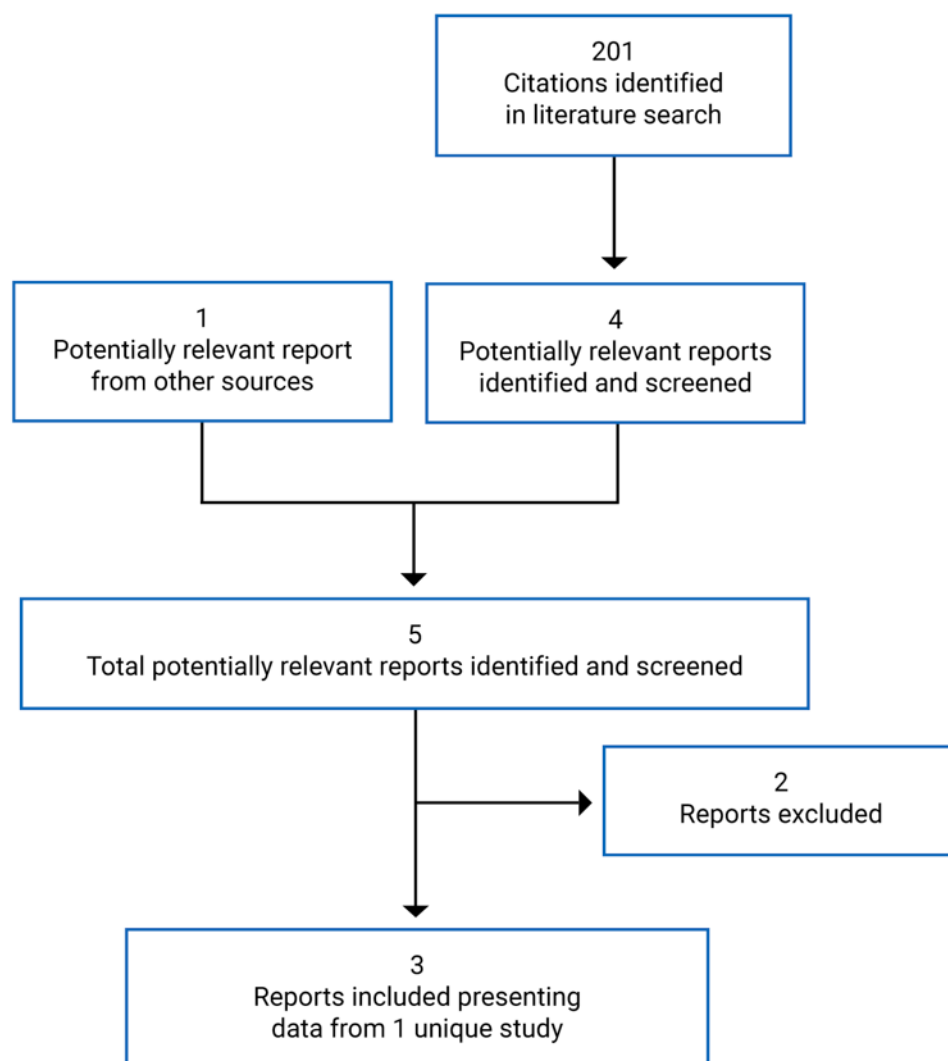 201
Citations identified
in literature search
1
Potentially relevant report
from other sources
4
Potentially relevant reports
identified and screened
5
Total potentially relevant reports identified and screened
2
Reports excluded
3
Reports included presenting
data from 1 unique study